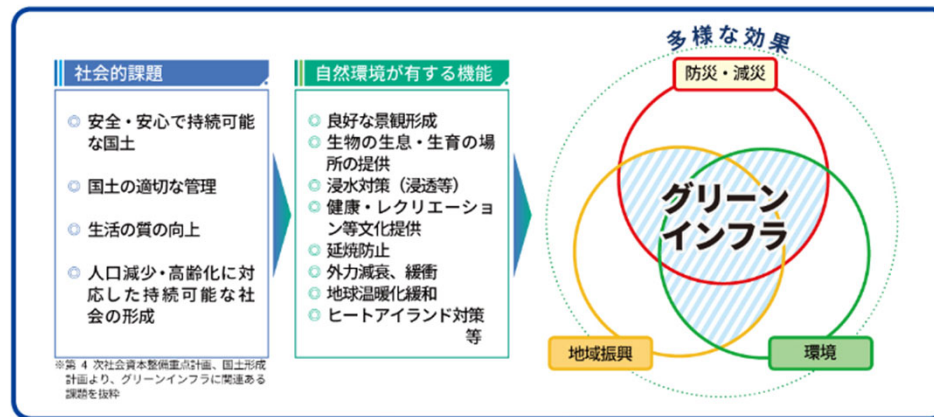 社会的課題
◎ 安全・安心で持続可能
な国土
◎ 国土の適切な管理
◎ 生活の質の向上
◎ 人口減少・高齢化に対
応した持続可能な社
会の形成
※第 4 次社会資本整備重点計画、国土形成
計画より、グリーンインフラに関連ある
課題を抜粋
自然環境が有する機能
◎ 良好な景観形成
◎ 生物の生息・生育の場
所の提供
◎ 浸水対策（浸透等）
◎ 健康・レクリエーショ
ン等文化提供
◎ 延焼防止
◎ 外力減衰、緩衝
◎ 地球温暖化緩和
◎ ヒートアイランド対策
等
多様な効果
防災・減災
グリーン
インフラ
地域振興
環境